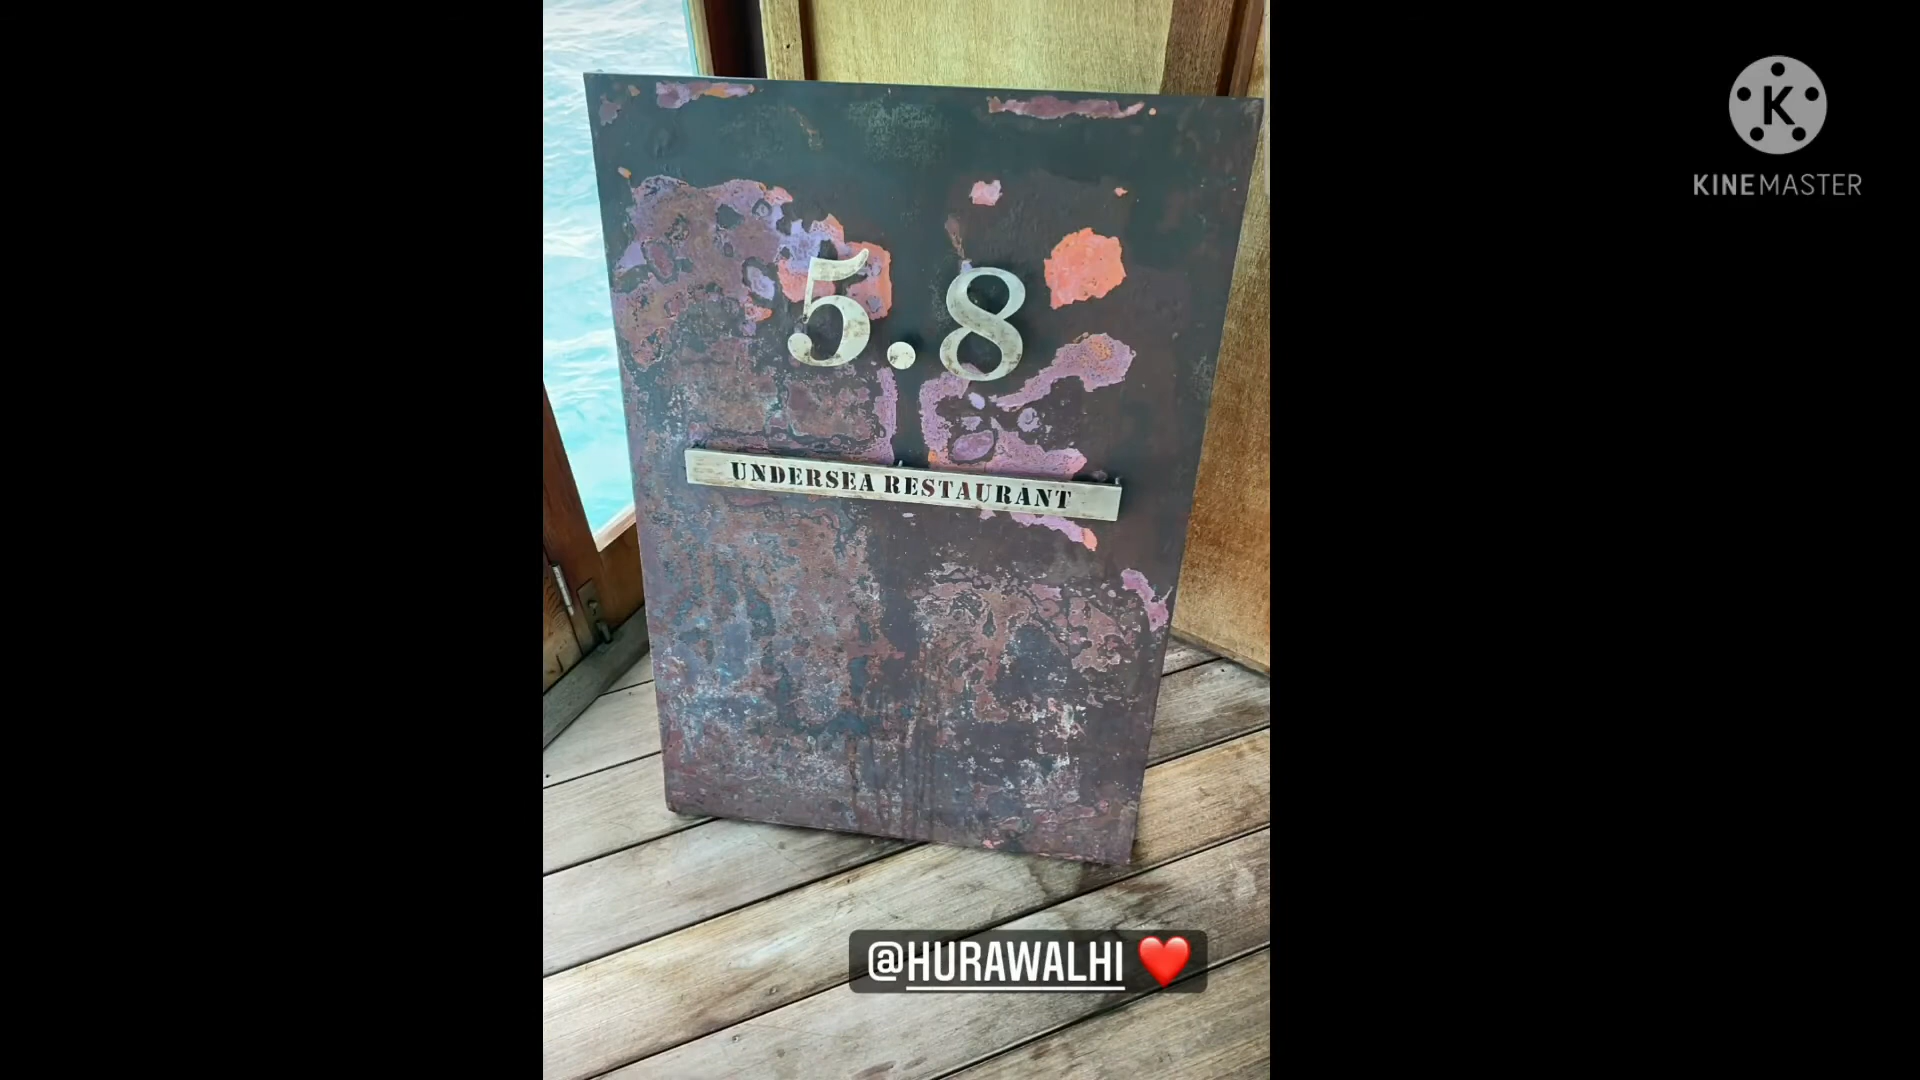 5.8
UNDERSEA RESTAURANT
@HURAWALHI ❤️
K
KINEMASTER